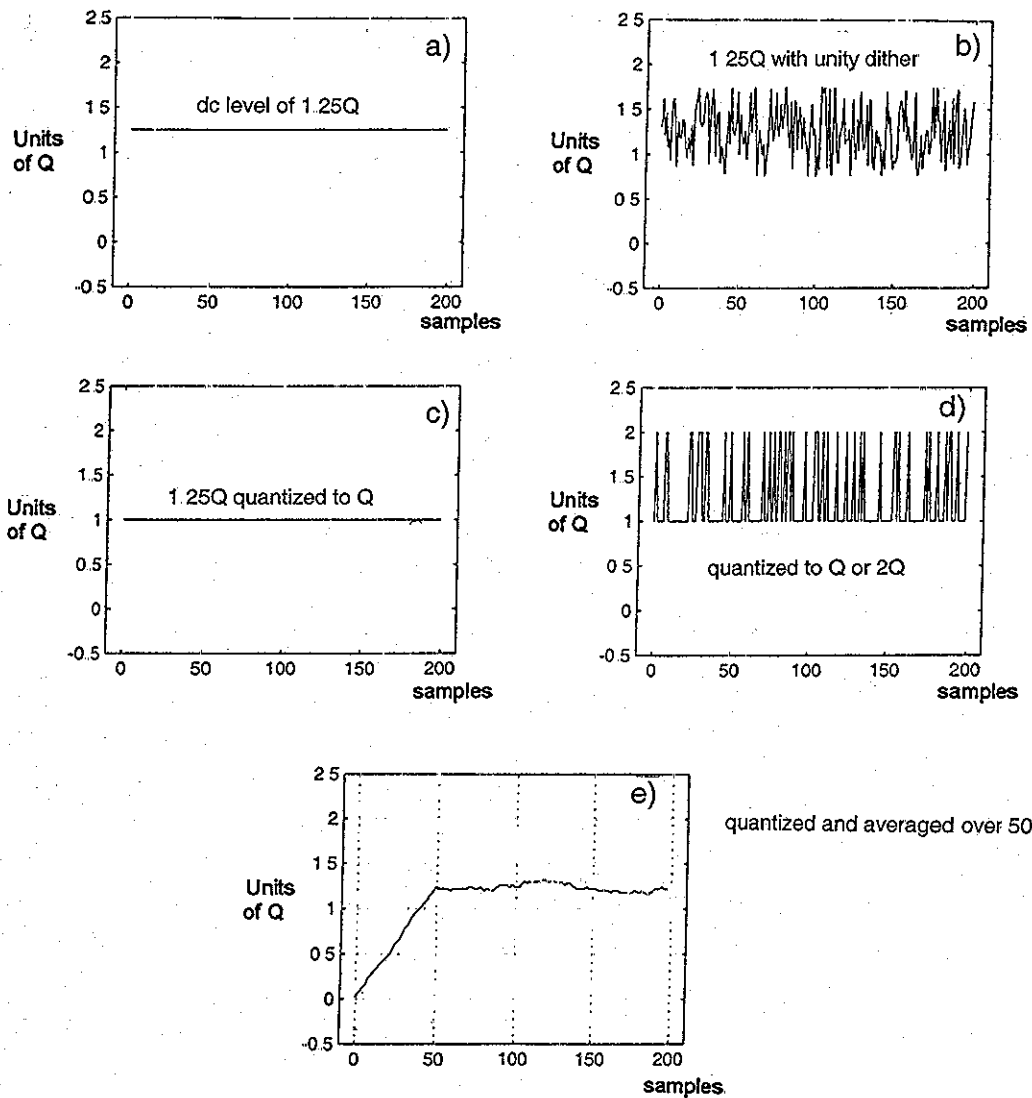 a)
2 5
2
1 5
1
0 5
0
-0.5
Units
of Q
dc level of 1.25Q
0 50 100 150 200
samples
b)
2 5
2
1 5
1
0 5
0
-0.5
Units
of Q
1 25Q with unity dither
0 50 100 150 200
samples
c)
2 5
2
1 5
1
0 5
0
-0.5
Units
of Q
1.25Q quantized to Q
0 50 100 150 200
samples
d)
2 5
2
1 5
1
0 5
0
-0.5
Units
of Q
quantized to Q or 2Q
0 50 100 150 200
samples
e)
2 5
2
1 5
1
0 5
0
-0.5
Units
of Q
quantized and averaged over 50
0 50 100 150 200
samples.